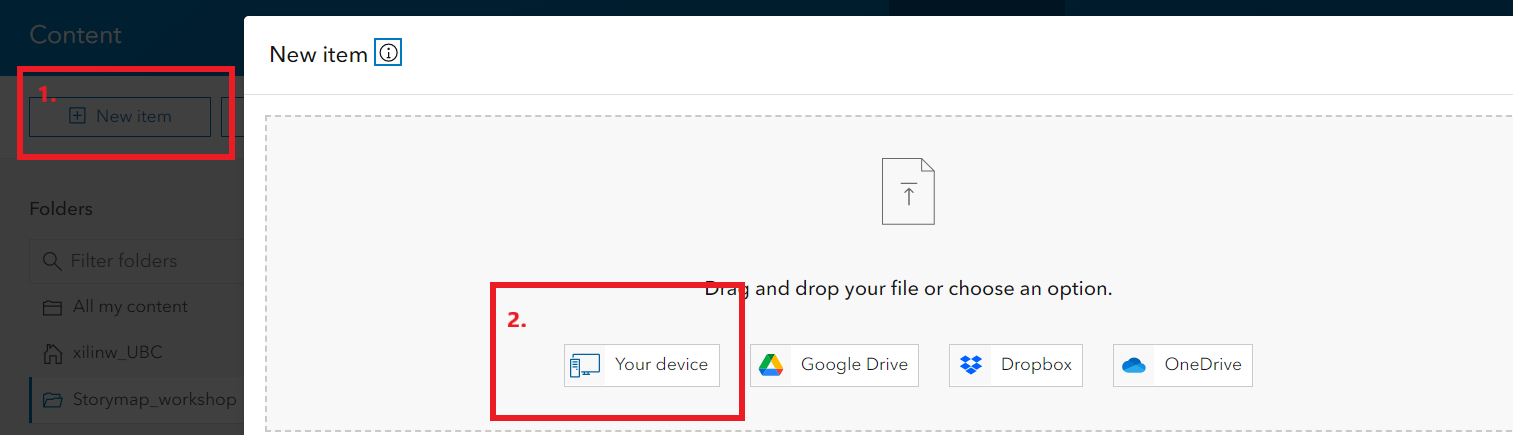 Content
1.
New item
Folders
Filter folders
All my content
xilinw_UBC
Storymap_workshop
New item
Drag and drop your file or choose an option.
2.
Your device
Google Drive
Dropbox
OneDrive